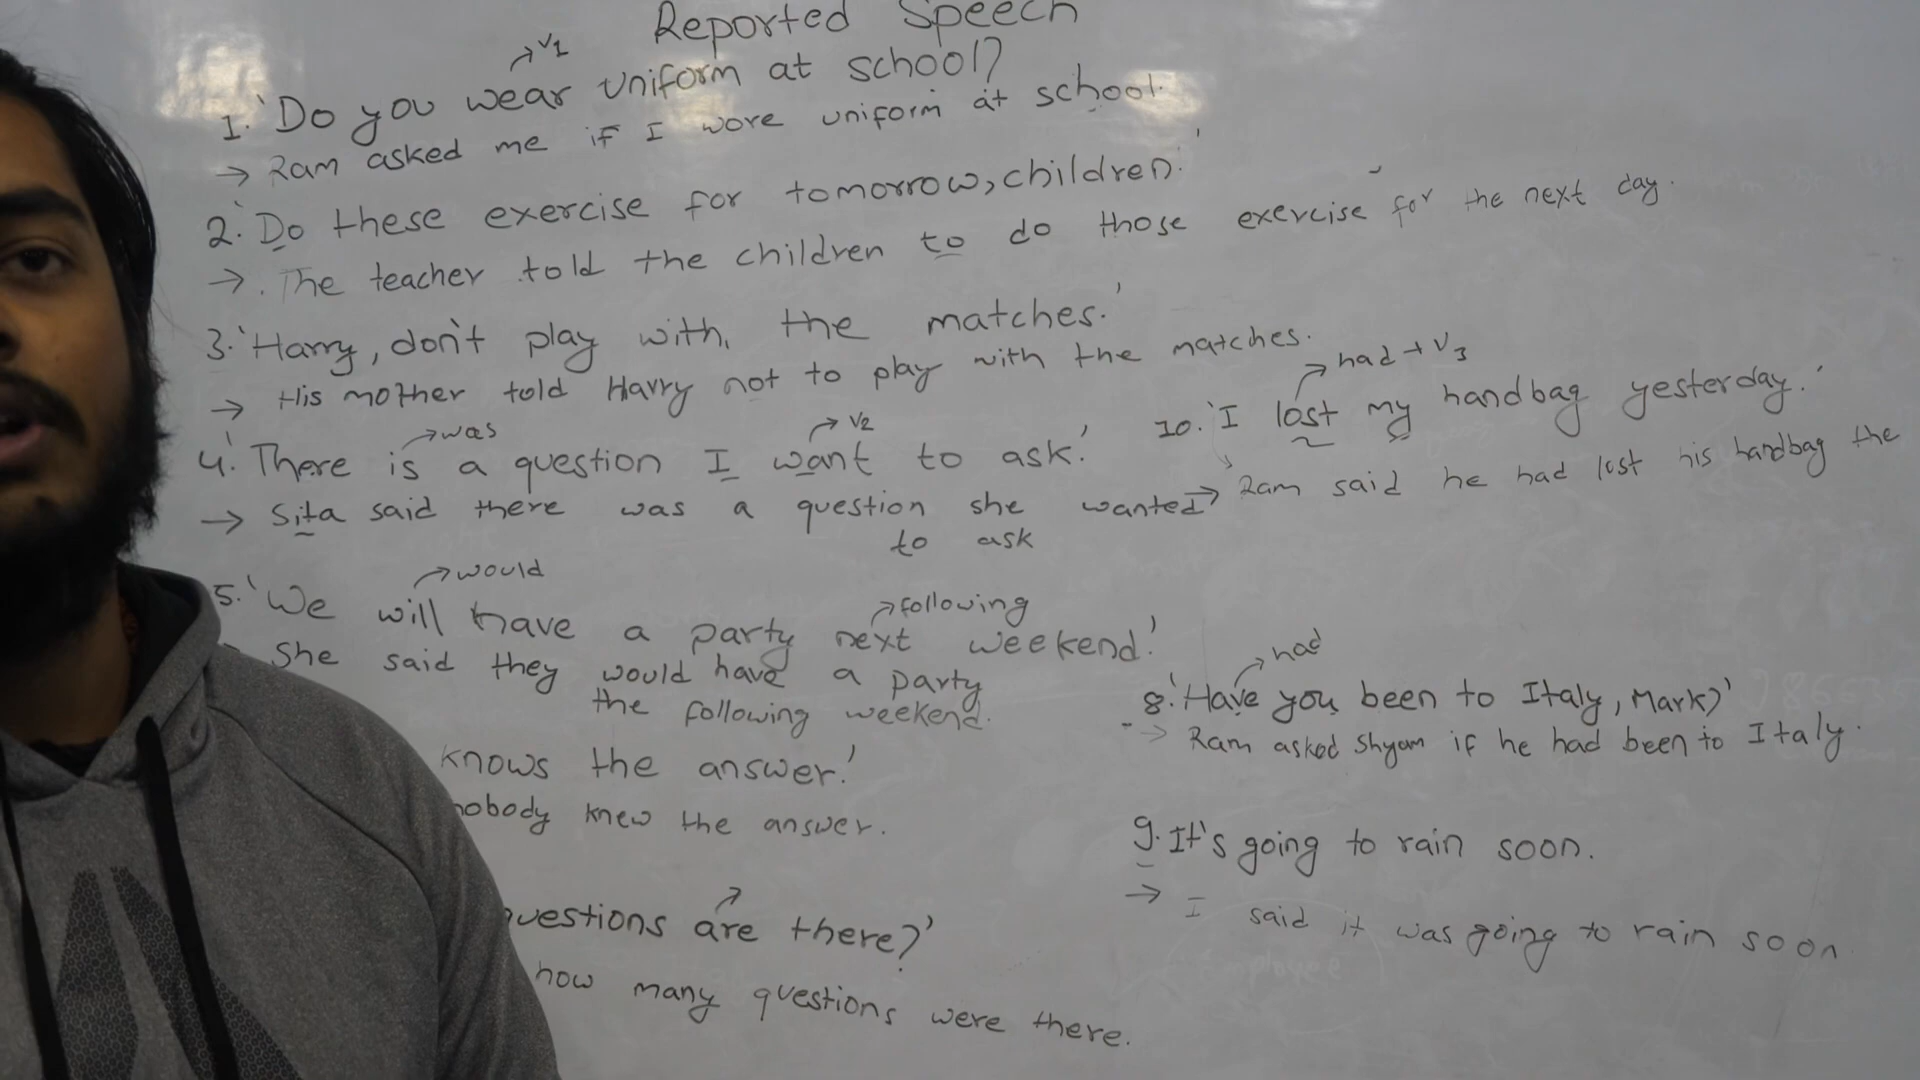 Reported Speech
→ V1
1. 'Do you wear uniform at school?
→ Ram asked me if I wore uniform at school.
2. 'Do these exercise for tomorrow, children.'
→ The teacher told the children to do those exercise for the next day.
3. 'Harry, don't play with the matches.'
→ His mother told Harry not to play with the matches.
→ was → V2
4. 'There is a question I want to ask.'
→ Sita said there was a question she wanted
to ask
→ would
→ following
5. 'We will have a party next weekend.'
She said they would have a party
the following weekend.
knows the answer.'
nobody knew the answer.
questions are there?'
how many questions were there.
→ had + V3
10. 'I lost my handbag yesterday.'
→ Ram said he had lost his handbag the
→ had
8. 'Have you been to Italy, Mark?'
→ Ram asked Shyam if he had been to Italy.
9. It's going to rain soon.
→ I said it was going to rain soon